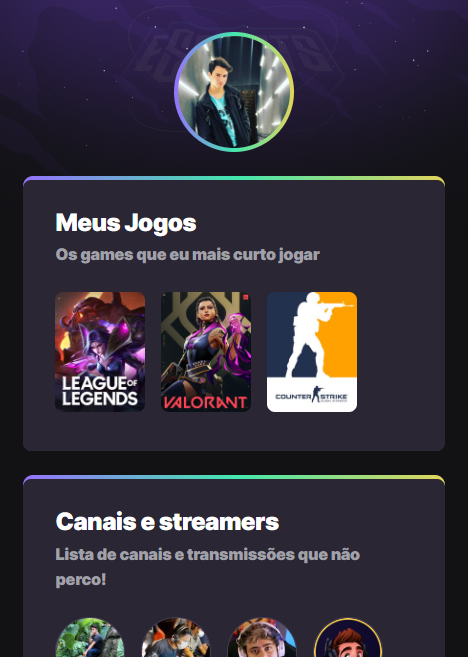 ESPORTS
Meus Jogos
Os games que eu mais curto jogar
LEAGUE OF
LEGENDS
VALORANT
COUNTER STRIKE
Canais e streamers
Lista de canais e transmissões que não
perco!